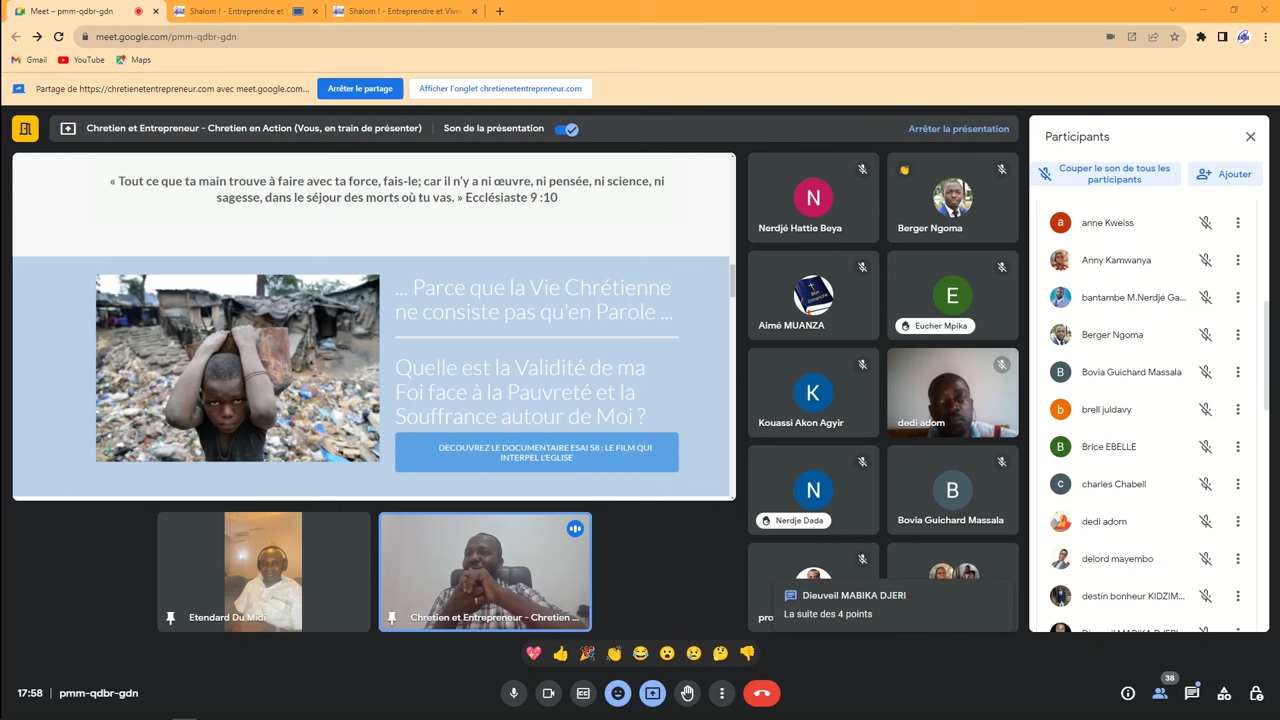 Meet – pmm-qdbr-gdn
Shalom ! - Entreprendre et
Shalom ! - Entreprendre et Vivre
meet.google.com/pmm-qdbr-gdn
Gmail
YouTube
Maps
Partage de https://chretienetentrepreneur.com avec meet.google.com...
Arrêter le partage
Afficher l'onglet chretienetentrepreneur.com
Chretien et Entrepreneur - Chretien en Action (Vous, en train de présenter)
Son de la présentation
Arrêter la présentation
« Tout ce que ta main trouve à faire avec ta force, fais-le; car il n'y a ni œuvre, ni pensée, ni science, ni
sagesse, dans le séjour des morts où tu vas. » Ecclésiaste 9 :10
... Parce que la Vie Chrétienne
ne consiste pas qu'en Parole ...
Quelle est la Validité de ma
Foi face à la Pauvreté et la
Souffrance autour de Moi ?
DECOUVREZ LE DOCUMENTAIRE ESAI 58 : LE FILM QUI
INTERPEL L'EGLISE
Etendard Du Midi
Chretien et Entrepreneur - Chretien ...
N
Nerdjé Hattie Beya
Berger Ngoma
Aimé MUANZA
E
Eucher Mpika
K
Kouassi Akon Agyir
dedi adom
N
Nerdje Dada
B
Bovia Guichard Massala
pro
Dieuveil MABIKA DJERI
La suite des 4 points
Participants
Couper le son de tous les
participants
Ajouter
a
anne Kweiss
Anny Kamwanya
bantambe M.Nerdjé Ga...
Berger Ngoma
B
Bovia Guichard Massala
b
brell juldavy
B
Brice EBELLE
c
charles Chabell
dedi adom
delord mayembo
destin bonheur KIDZIM...
17:58
pmm-qdbr-gdn
38